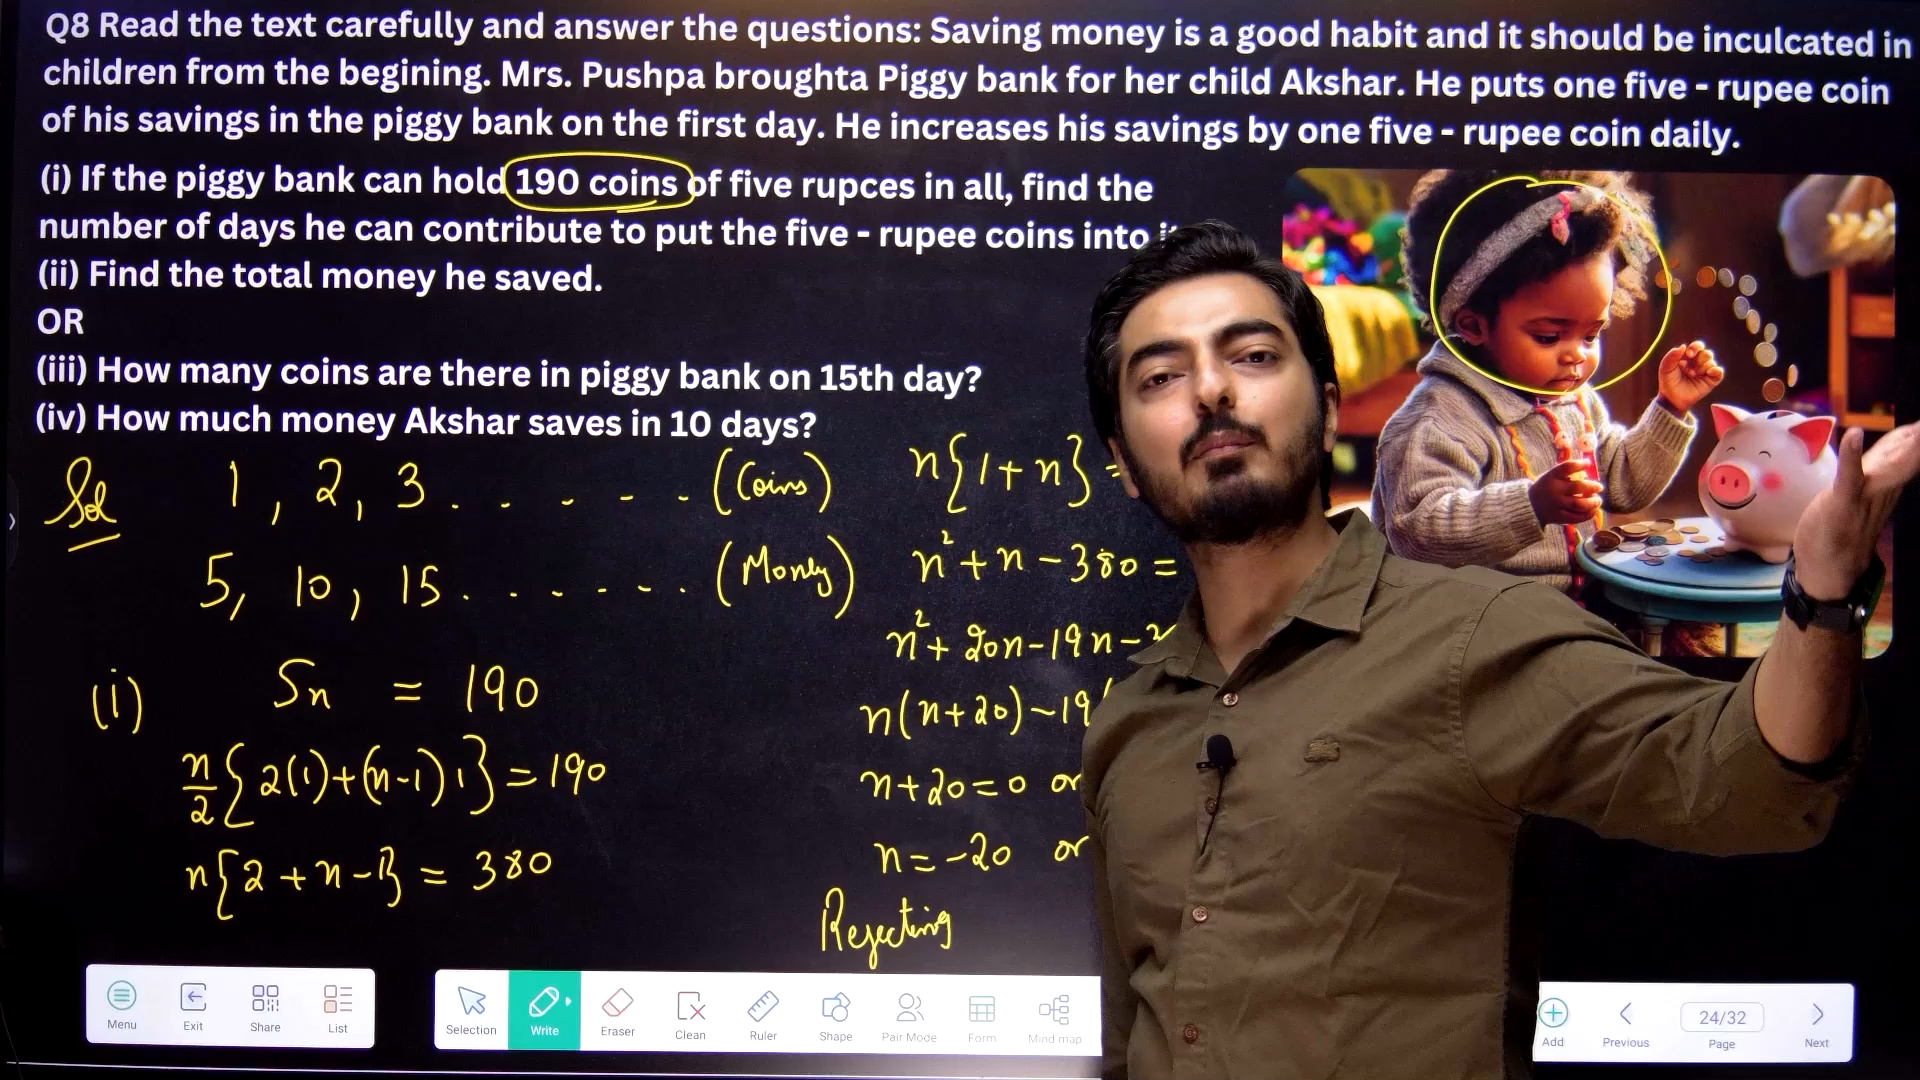 Q8 Read the text carefully and answer the questions: Saving money is a good habit and it should be inculcated in
children from the begining. Mrs. Pushpa broughta Piggy bank for her child Akshar. He puts one five - rupee coin
of his savings in the piggy bank on the first day. He increases his savings by one five - rupee coin daily.
(i) If the piggy bank can hold 190 coins of five rupces in all, find the
number of days he can contribute to put the five - rupee coins into
(ii) Find the total money he saved.
OR
(iii) How many coins are there in piggy bank on 15th day?
(iv) How much money Akshar saves in 10 days?
Sol 1, 2, 3 . . . . . . (Coins)
5, 10, 15 . . . . . . . (Money)
(i) Sn = 190
n/2 {2(1)+(n-1)1} = 190
n{2+n-1} = 380
n{1+n} =
n²+n-380 =
n²+20n-19n-
n(n+20)-19
n+20=0 or
n=-20 or
Rejecting
Menu Exit Share List
Selection Write Eraser Clean Ruler Shape Pair Mode Form Mind map
Add Previous 24/32 Page Next